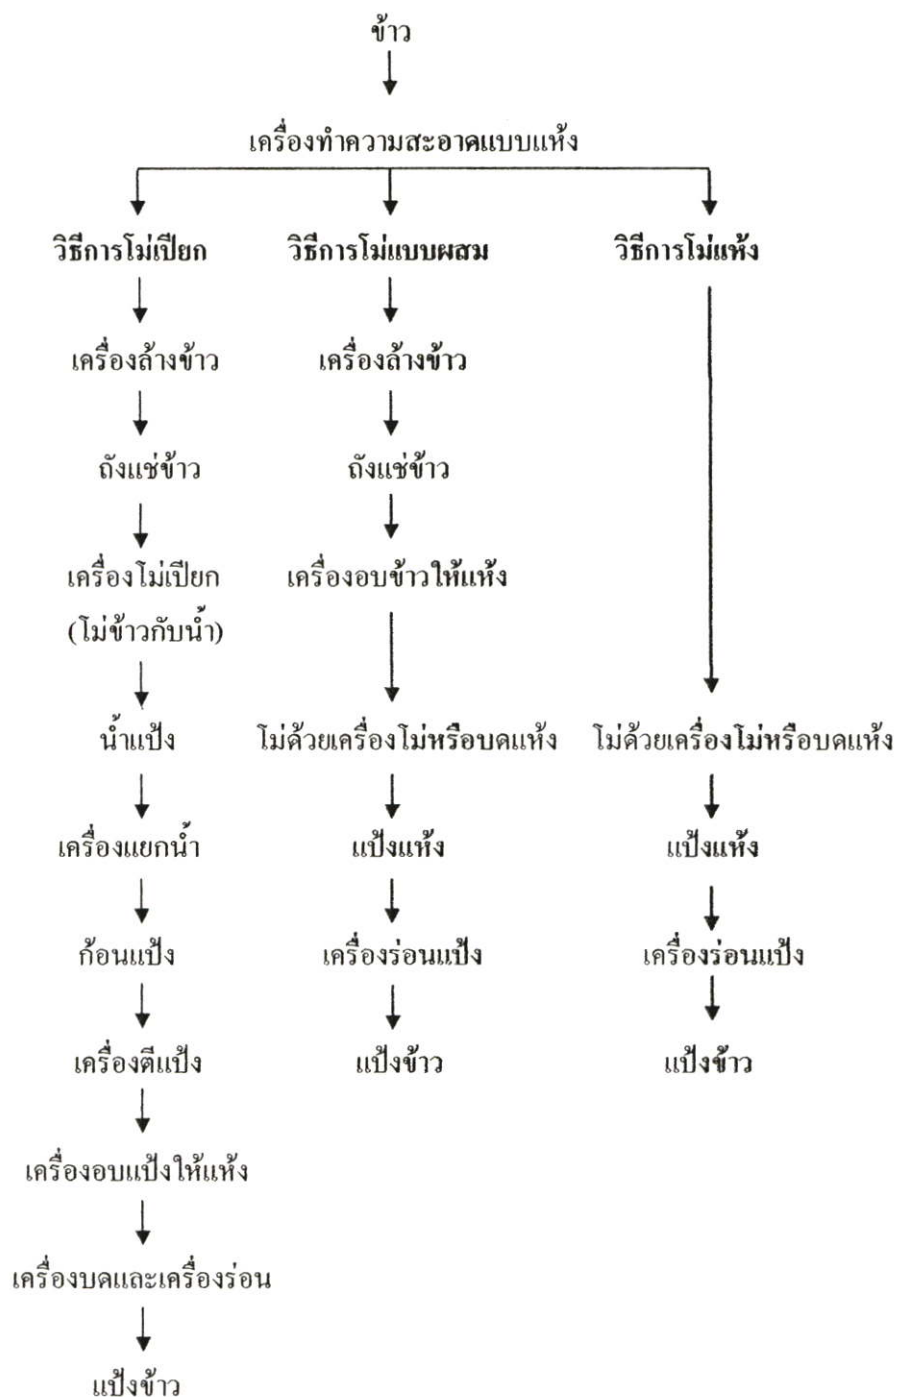 ข้าว
เครื่องทำความสะอาดแบบแห้ง
วิธีการโม่เปียก
เครื่องล้างข้าว
ถังแช่ข้าว
เครื่องโม่เปียก
(โม่ข้าวกับน้ำ)
น้ำแป้ง
เครื่องแยกน้ำ
ก้อนแป้ง
เครื่องตีแป้ง
เครื่องอบแป้งให้แห้ง
เครื่องบดและเครื่องร่อน
แป้งข้าว
วิธีการโม่แบบผสม
เครื่องล้างข้าว
ถังแช่ข้าว
เครื่องอบข้าวให้แห้ง
โม่ด้วยเครื่องโม่หรือบดแห้ง
แป้งแห้ง
เครื่องร่อนแป้ง
แป้งข้าว
วิธีการโม่แห้ง
โม่ด้วยเครื่องโม่หรือบดแห้ง
แป้งแห้ง
เครื่องร่อนแป้ง
แป้งข้าว